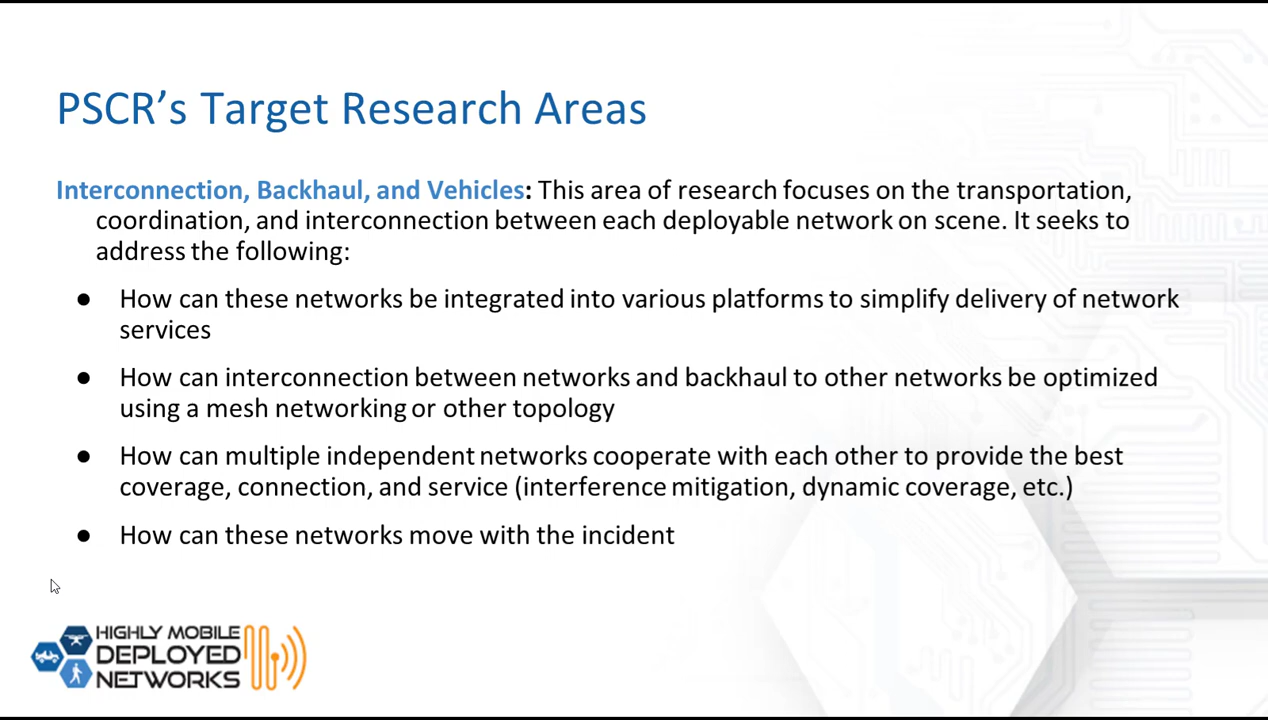 PSCR’s Target Research Areas
Interconnection, Backhaul, and Vehicles: This area of research focuses on the transportation,
coordination, and interconnection between each deployable network on scene. It seeks to
address the following:
● How can these networks be integrated into various platforms to simplify delivery of network
services
● How can interconnection between networks and backhaul to other networks be optimized
using a mesh networking or other topology
● How can multiple independent networks cooperate with each other to provide the best
coverage, connection, and service (interference mitigation, dynamic coverage, etc.)
● How can these networks move with the incident
HIGHLY MOBILE
DEPLOYED
NETWORKS